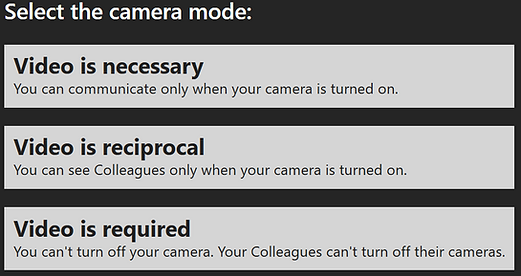 Select the camera mode:
Video is necessary
You can communicate only when your camera is turned on.
Video is reciprocal
You can see Colleagues only when your camera is turned on.
Video is required
You can't turn off your camera. Your Colleagues can't turn off their cameras.